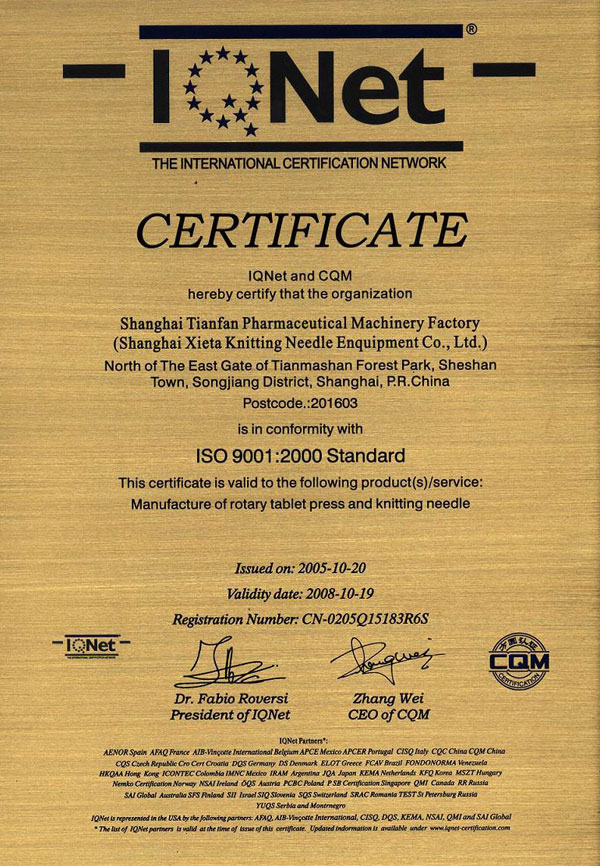 IQNet ®
THE INTERNATIONAL CERTIFICATION NETWORK
CERTIFICATE
IQNet and CQM
hereby certify that the organization
Shanghai Tianfan Pharmaceutical Machinery Factory
(Shanghai Xieta Knitting Needle Enquipment Co., Ltd.)
North of The East Gate of Tianmashan Forest Park, Sheshan
Town, Songjiang District, Shanghai, P.R.China
Postcode.:201603
is in conformity with
ISO 9001:2000 Standard
This certificate is valid to the following product(s)/service:
Manufacture of rotary tablet press and knitting needle
Issued on: 2005-10-20
Validity date: 2008-10-19
Registration Number: CN-0205Q15183R6S
IQNet
THE INTERNATIONAL CERTIFICATION NETWORK
Zhang Wei
方圆认证
CQM
CERTIFICATION
Dr. Fabio Roversi
President of IQNet
Zhang Wei
CEO of CQM
IQNet Partners*:
AENOR Spain AFAQ France AIB-Vinçotte International Belgium APCE Mexico APCER Portugal CISQ Italy CQC China CQM China
CQS Czech Republic Cro Cert Croatia DQS Germany DS Denmark ELOT Greece FCAV Brazil FONDONORMA Venezuela
HKQAA Hong Kong ICONTEC Colombia IMNC Mexico IRAM Argentina JQA Japan KEMA Netherlands KFQ Korea MSZT Hungary
Nemko Certification Norway NSAI Ireland ÖQS Austria PCBC Poland P SB Certification Singapore QMI Canada RR Russia
SAI Global Australia SFS Finland SII Israel SIQ Slovenia SQS Switzerland SRAC Romania TEST St Petersburg Russia
YUQS Serbia and Montenegro
IQNet is represented in the USA by the following partners: AFAQ, AIB-Vinçotte International, CISQ, DQS, KEMA, NSAI, QMI and SAI Global
* The list of IQNet partners is valid at the time of issue of this certificate. Updated information is available under www.iqnet-certification.com